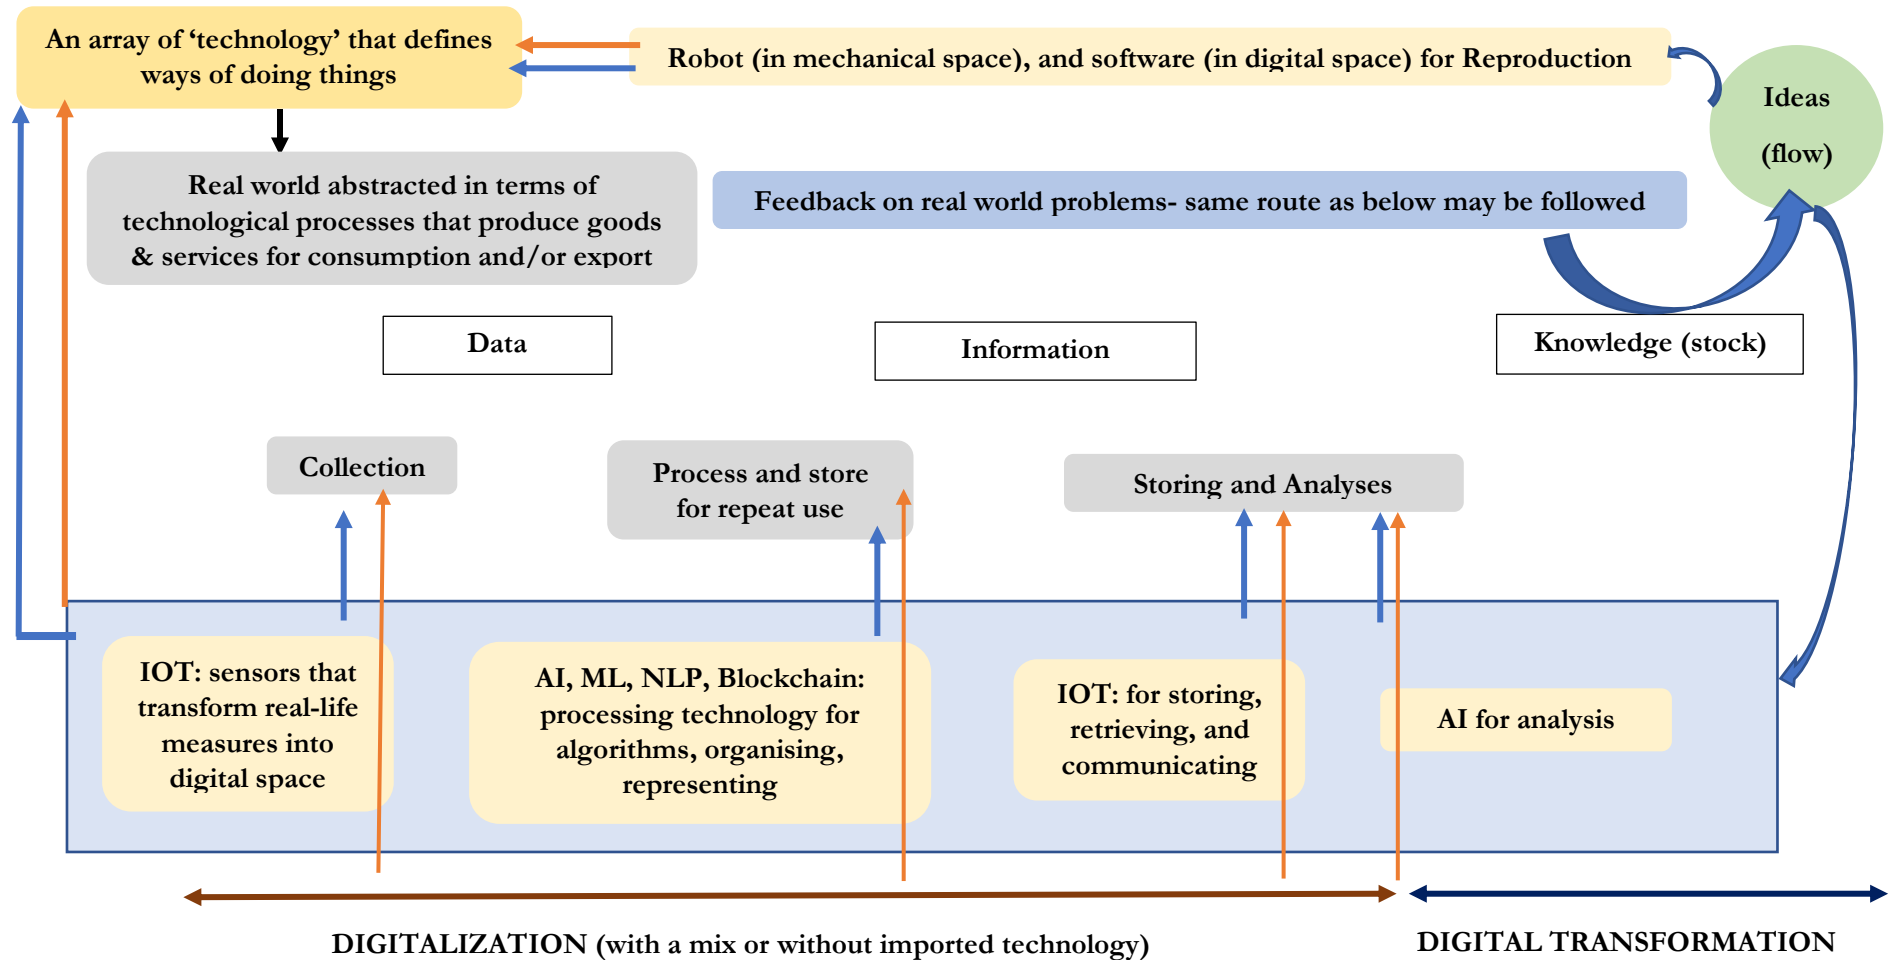 An array of ‘technology’ that defines
ways of doing things
Robot (in mechanical space), and software (in digital space) for Reproduction
Ideas
(flow)
Real world abstracted in terms of
technological processes that produce goods
& services for consumption and/or export
Feedback on real world problems- same route as below may be followed
Data
Information
Knowledge (stock)
Collection
Process and store
for repeat use
Storing and Analyses
IOT: sensors that
transform real-life
measures into
digital space
AI, ML, NLP, Blockchain:
processing technology for
algorithms, organising,
representing
IOT: for storing,
retrieving, and
communicating
AI for analysis
DIGITALIZATION (with a mix or without imported technology)
DIGITAL TRANSFORMATION